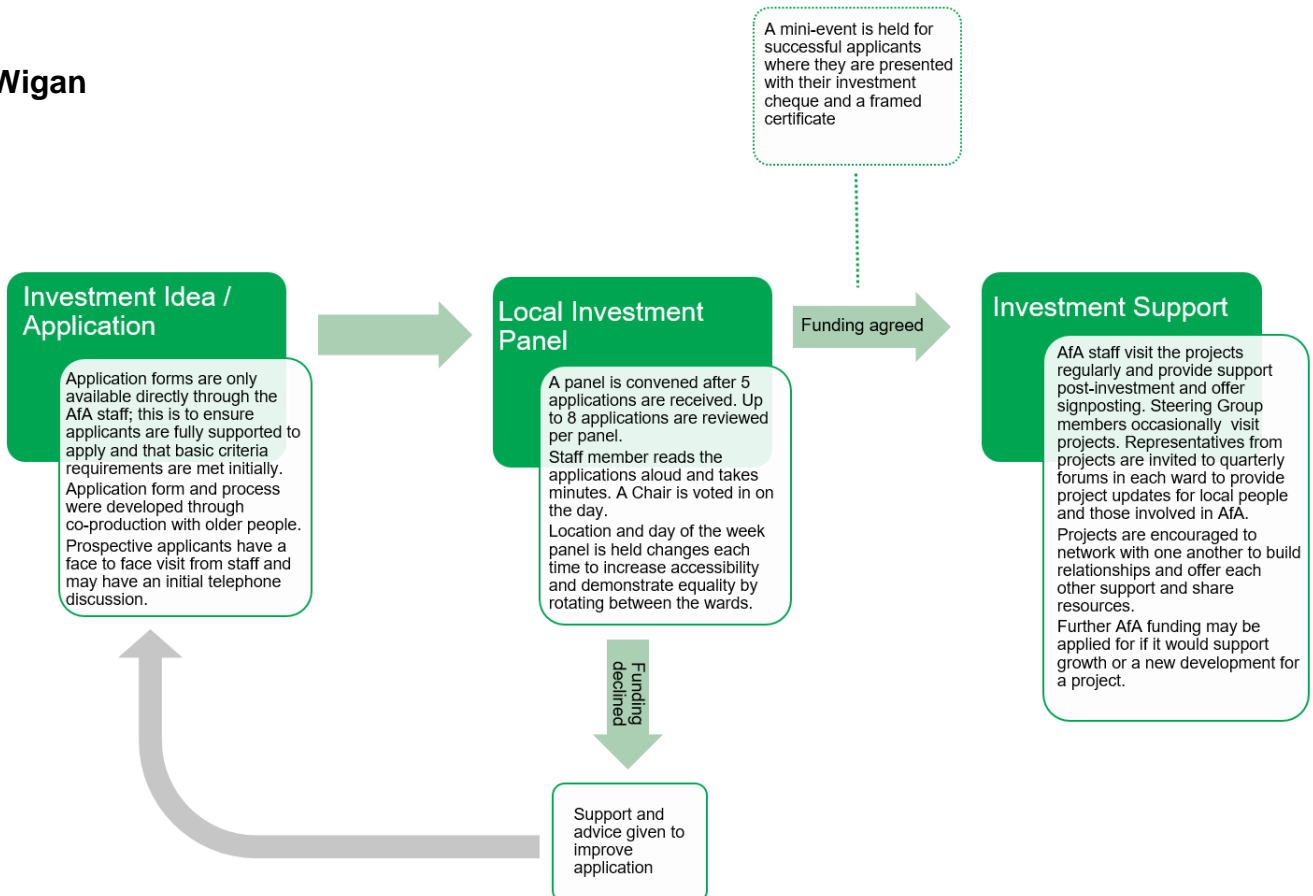 A mini-event is held for
successful applicants
where they are presented
with their investment
cheque and a framed
certificate
Wigan
Investment Idea /
Application
Application forms are only
available directly through the
AfA staff; this is to ensure
applicants are fully supported to
apply and that basic criteria
requirements are met initially.
Application form and process
were developed through
co-production with older people.
Prospective applicants have a
face to face visit from staff and
may have an initial telephone
discussion.
Local Investment
Panel
A panel is convened after 5
applications are received. Up
to 8 applications are reviewed
per panel.
Staff member reads the
applications aloud and takes
minutes. A Chair is voted in on
the day.
Location and day of the week
panel is held changes each
time to increase accessibility
and demonstrate equality by
rotating between the wards.
Funding agreed
Investment Support
AfA staff visit the projects
regularly and provide support
post-investment and offer
signposting. Steering Group
members occasionally visit
projects. Representatives from
projects are invited to quarterly
forums in each ward to provide
project updates for local people
and those involved in AfA.
Projects are encouraged to
network with one another to build
relationships and offer each
other support and share
resources.
Further AfA funding may be
applied for if it would support
growth or a new development for
a project.
Funding
declined
Support and
advice given to
improve
application